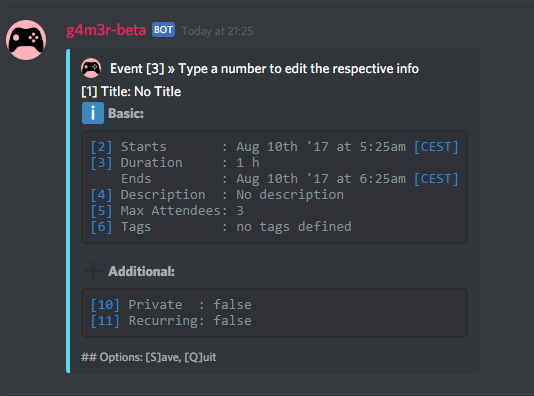 g4m3r-beta BOT Today at 21:25
Event [3] » Type a number to edit the respective info
[1] Title: No Title
i Basic:
[2] Starts : Aug 10th '17 at 5:25am [CEST]
[3] Duration : 1 h
Ends : Aug 10th '17 at 6:25am [CEST]
[4] Description : No description
[5] Max Attendees: 3
[6] Tags : no tags defined
Additional:
[10] Private : false
[11] Recurring: false
## Options: [S]ave, [Q]uit